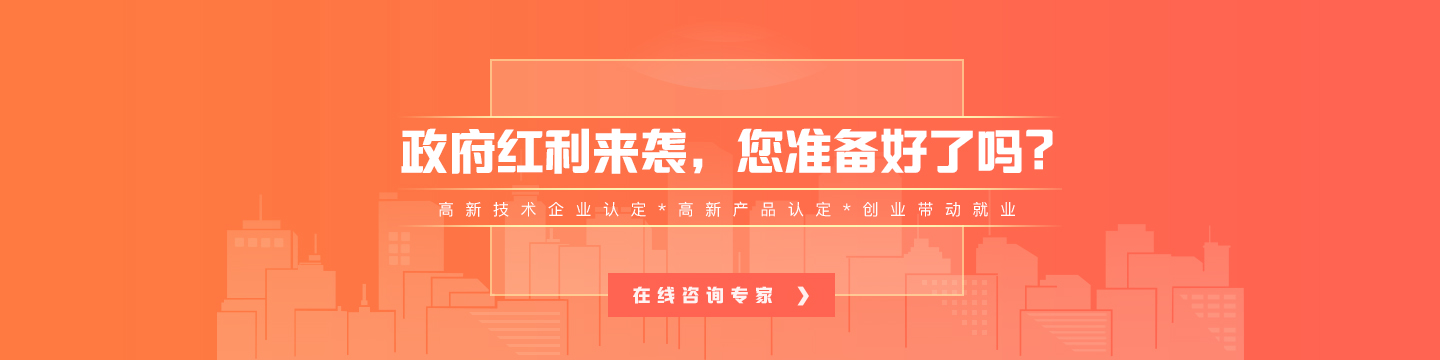 政府红利来袭，您准备好了吗？
高新技术企业认定*高新产品认定*创业带动就业
在线咨询专家 ❯